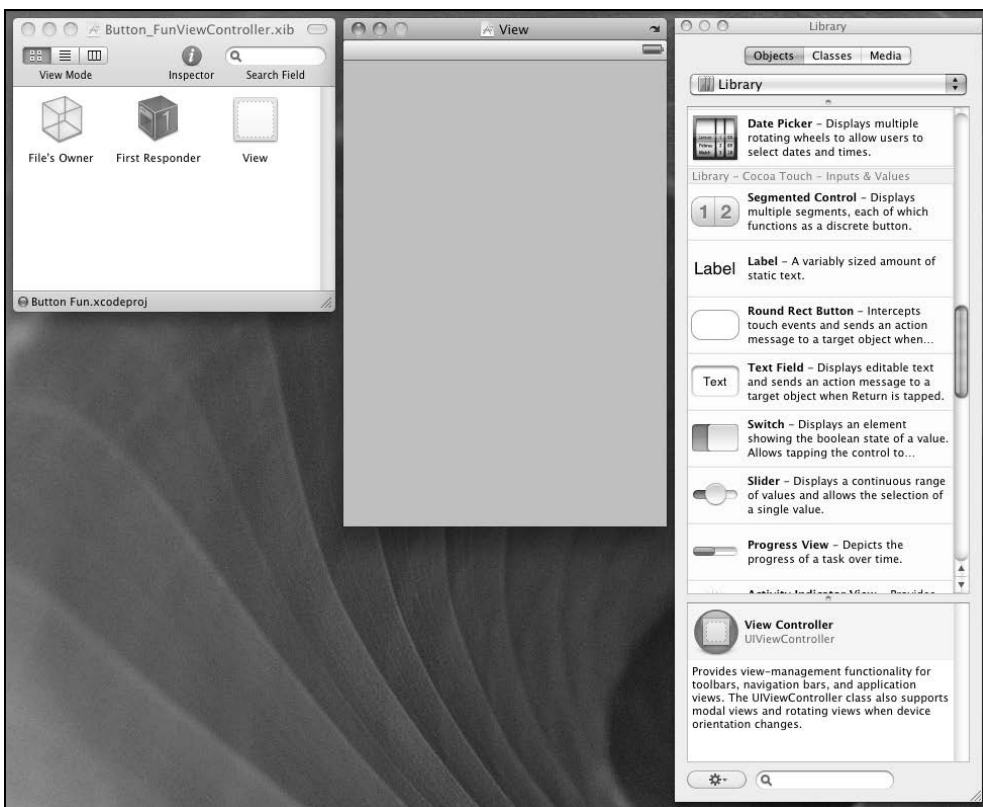 Button_FunViewController.xib
View Mode
Inspector
Search Field
File's Owner
First Responder
View
Button Fun.xcodeproj
View
Library
Objects
Classes
Media
Library
Date Picker – Displays multiple
rotating wheels to allow users to
select dates and times.
Library – Cocoa Touch – Inputs & Values
1 2
Segmented Control – Displays
multiple segments, each of which
functions as a discrete button.
Label
Label – A variably sized amount of
static text.
Round Rect Button – Intercepts
touch events and sends an action
message to a target object when...
Text
Text Field – Displays editable text
and sends an action message to a
target object when Return is tapped.
Switch – Displays an element
showing the boolean state of a value.
Allows tapping the control to...
Slider – Displays a continuous range
of values and allows the selection of
a single value.
Progress View – Depicts the
progress of a task over time.
Activity Indicator View – Provides
View Controller
UIViewController
Provides view-management functionality for
toolbars, navigation bars, and application
views. The UIViewController class also supports
modal views and rotating views when device
orientation changes.